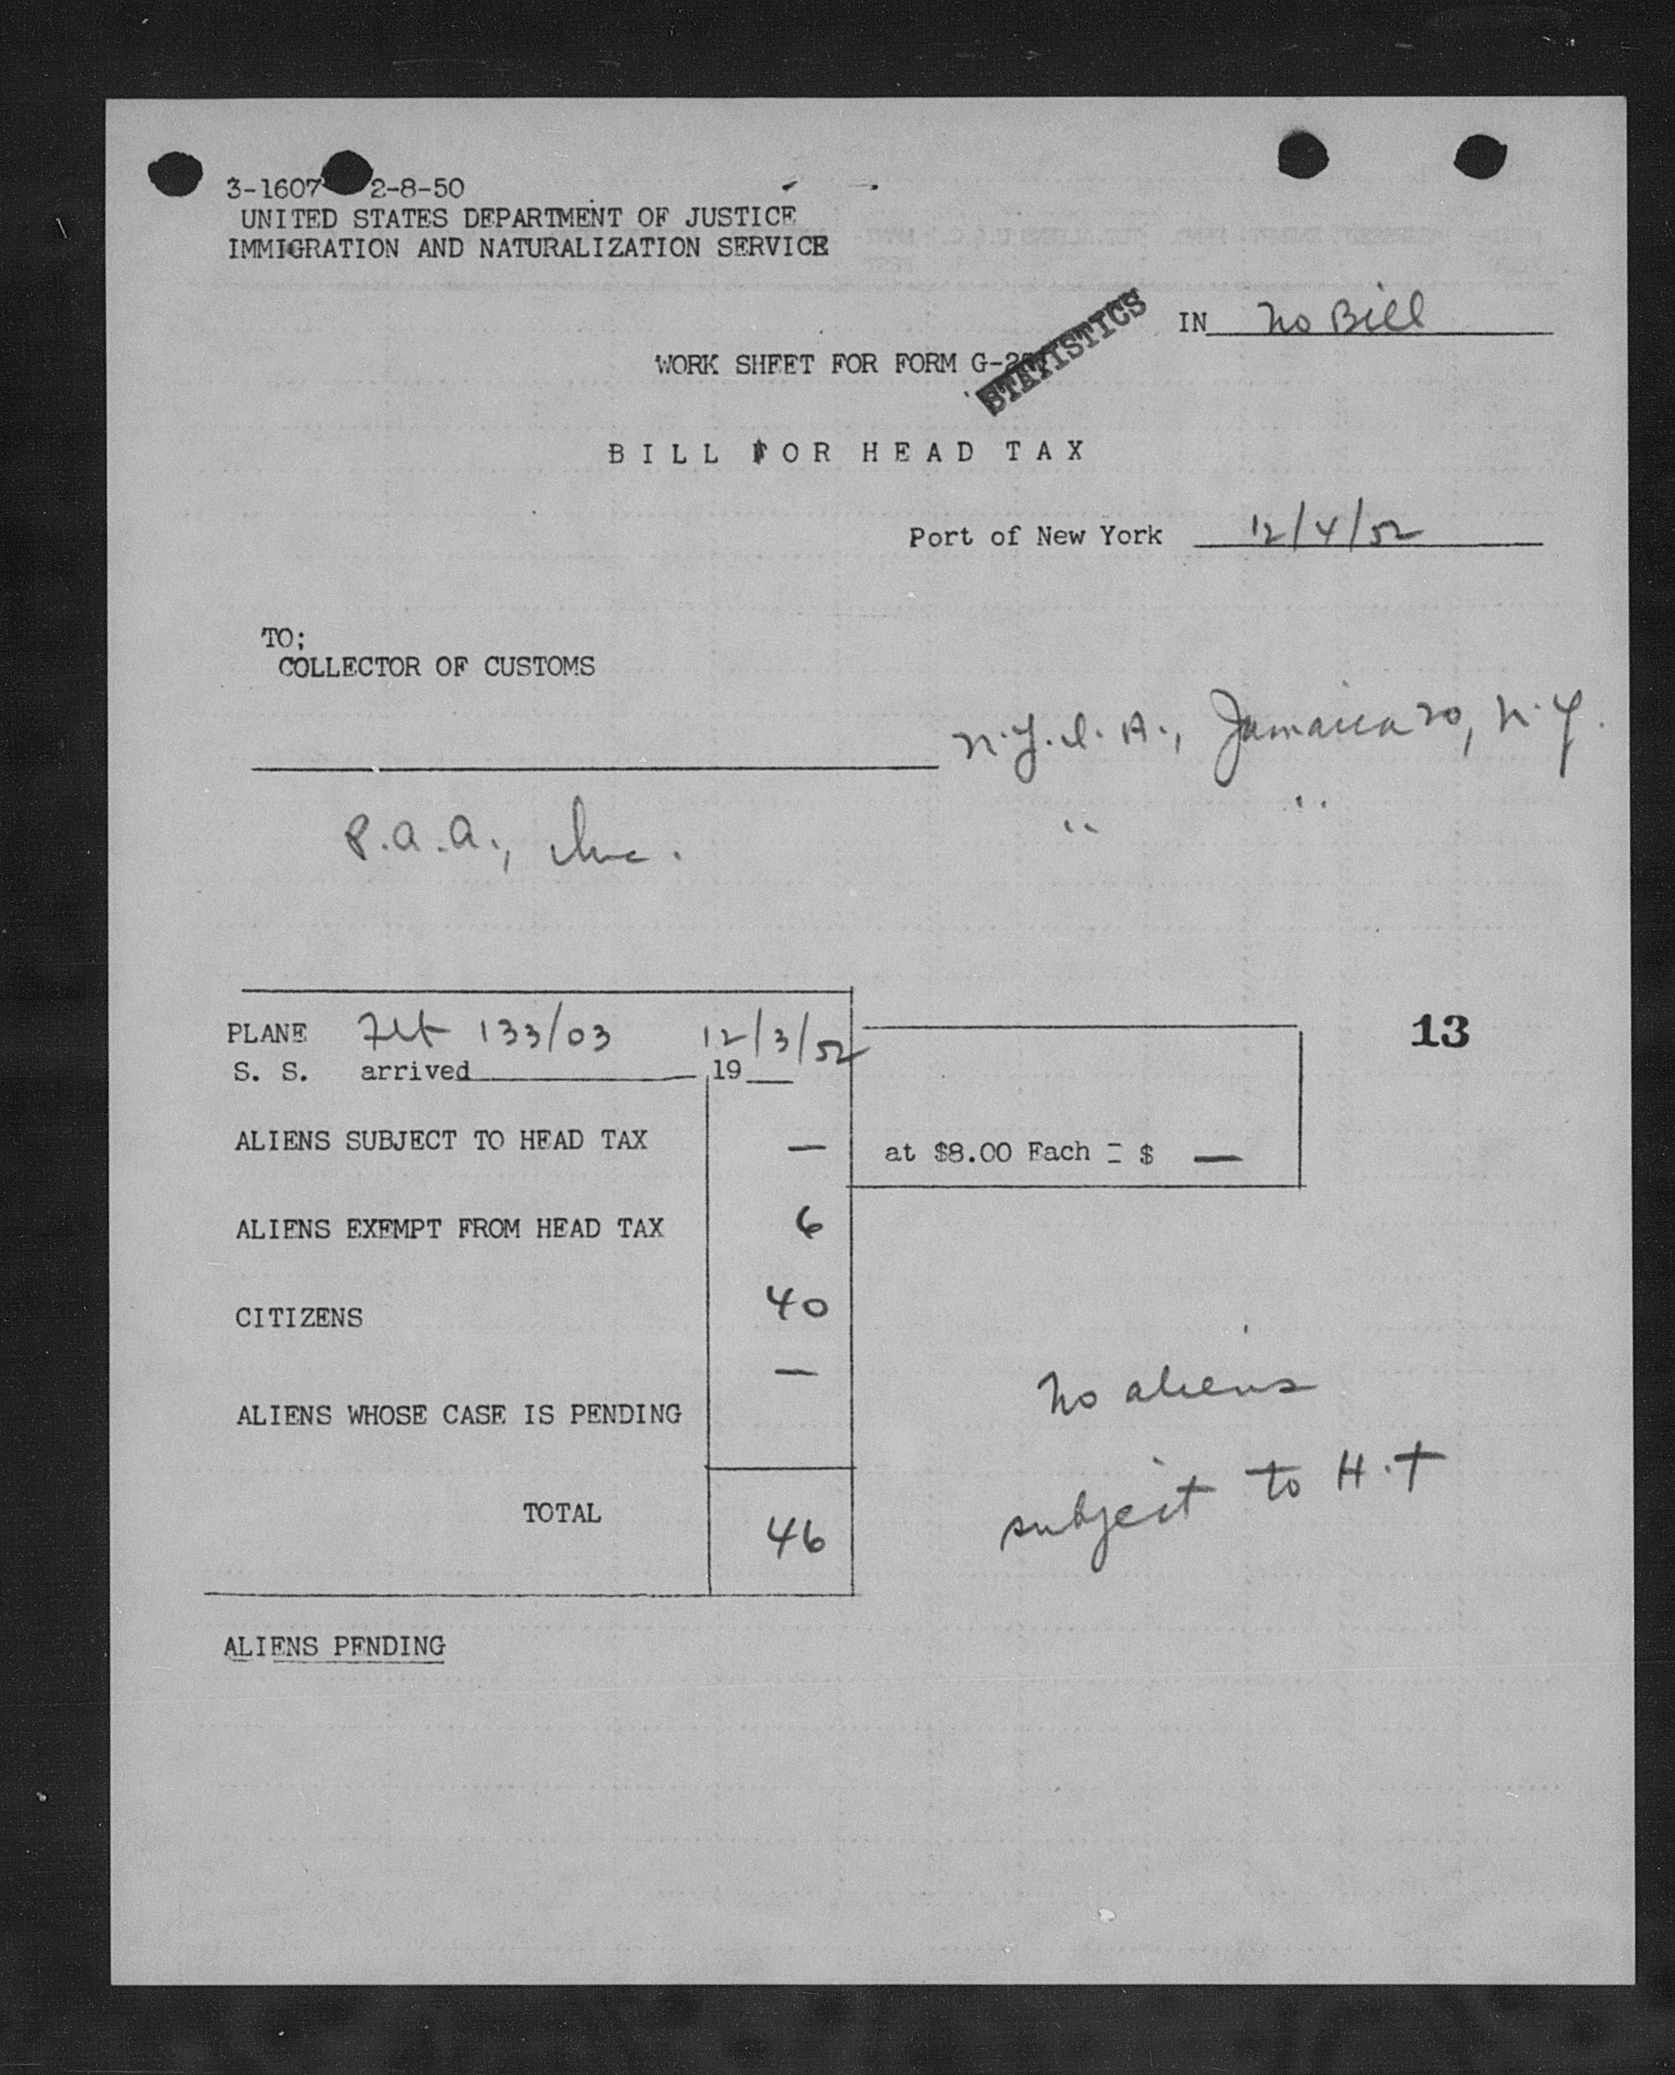 3-1607 2-8-50
UNITED STATES DEPARTMENT OF JUSTICE
IMMIGRATION AND NATURALIZATION SERVICE
IN No Bill
STATISTICS
WORK SHEET FOR FORM
BILL FOR HEAD TAX
Port of New York 12/4/52
TO;
COLLECTOR OF CUSTOMS
N.Y.I.A., Jamaica 20, N.Y.
P.A.A., Inc. " "
PLANE Flt 133/03 12/3/52
S. S. arrived 19
13
ALIENS SUBJECT TO HEAD TAX — at $8.00 Each = $ —
ALIENS EXEMPT FROM HEAD TAX 6
CITIZENS 40
—
ALIENS WHOSE CASE IS PENDING
No aliens
subject to H.T
TOTAL 46
ALIENS PENDING